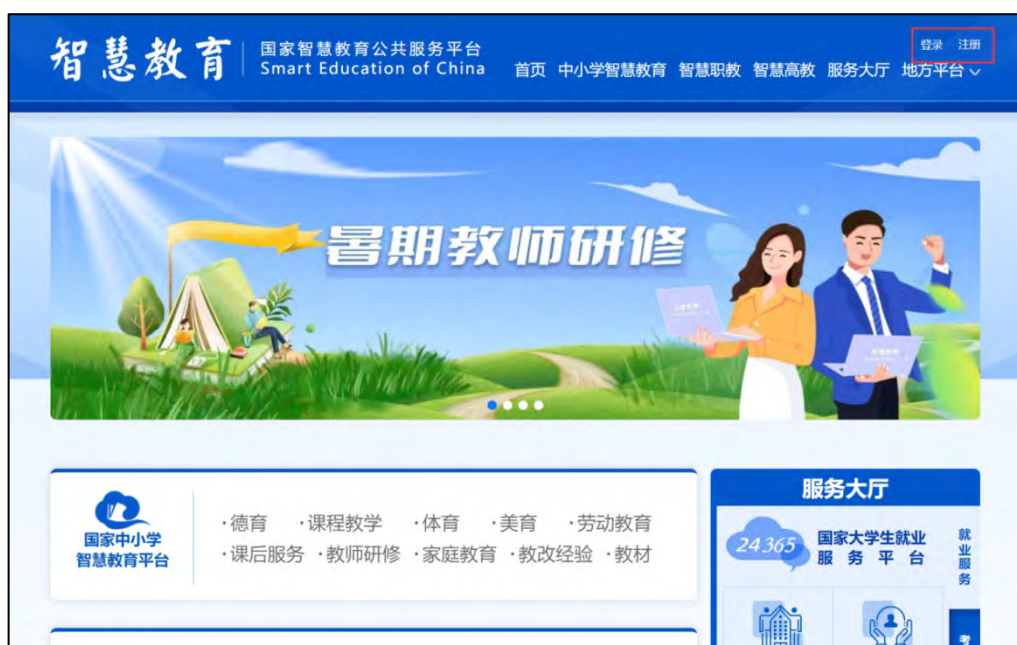 智慧教育
国家智慧教育公共服务平台
Smart Education of China
登录 注册
首页 中小学智慧教育 智慧职教 智慧高教 服务大厅 地方平台
暑期教师研修
国家中小学
智慧教育平台
·德育 ·课程教学 ·体育 ·美育 ·劳动教育
·课后服务 ·教师研修 ·家庭教育 ·教改经验 ·教材
服务大厅
24365
国家大学生就业
服务平台
就业服务
考